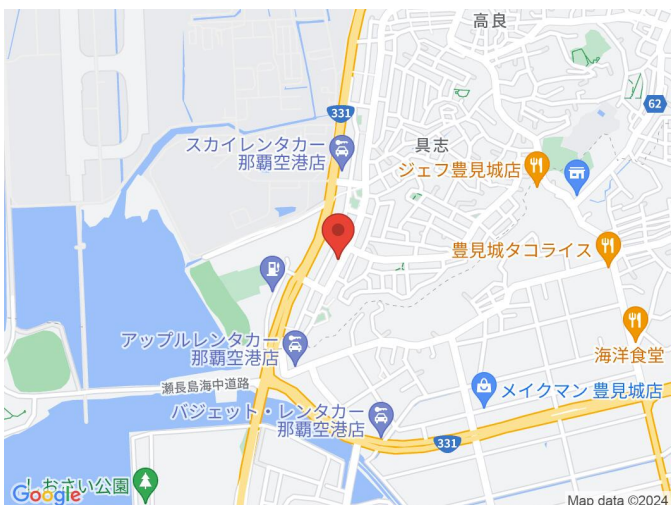 高良
331
62
スカイレンタカー
那覇空港店
具志
ジェフ豊見城店
豊見城タコライス
アップルレンタカー
那覇空港店
海洋食堂
瀬長島海中道路
メイクマン 豊見城店
バジェット・レンタカー
那覇空港店
331
しおさい公園
Google
Map data ©2024